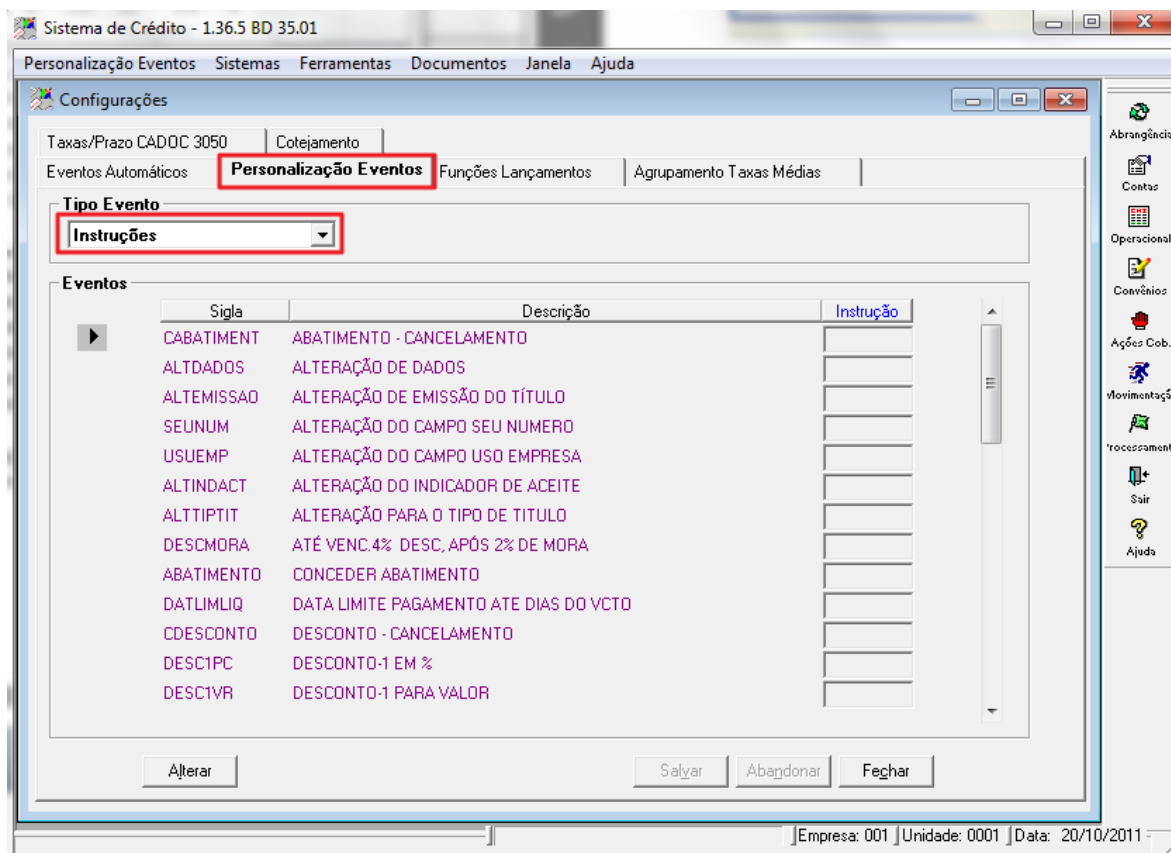 Sistema de Crédito - 1.36.5 BD 35.01
Personalização Eventos Sistemas Ferramentas Documentos Janela Ajuda
Configurações
Taxas/Prazo CADOC 3050 Cotejamento
Eventos Automáticos Personalização Eventos Funções Lançamentos Agrupamento Taxas Médias
Tipo Evento
Instruções
Eventos
Sigla Descrição Instrução
CABATIMENT ABATIMENTO - CANCELAMENTO
ALTDADOS ALTERAÇÃO DE DADOS
ALTEMISSAO ALTERAÇÃO DE EMISSÃO DO TÍTULO
SEUNUM ALTERAÇÃO DO CAMPO SEU NUMERO
USUEMP ALTERAÇÃO DO CAMPO USO EMPRESA
ALTINDACT ALTERAÇÃO DO INDICADOR DE ACEITE
ALTTIPTIT ALTERAÇÃO PARA O TIPO DE TITULO
DESCMORA ATÉ VENC.4% DESC, APÓS 2% DE MORA
ABATIMENTO CONCEDER ABATIMENTO
DATLIMLIQ DATA LIMITE PAGAMENTO ATE DIAS DO VCTO
CDESCONTO DESCONTO - CANCELAMENTO
DESC1PC DESCONTO-1 EM %
DESC1VR DESCONTO-1 PARA VALOR
Alterar Salvar Abandonar Fechar
Abrangência
Contas
Operacional
Convênios
Ações Cob.
Movimentaçã
rocessament
Sair
Ajuda
Empresa: 001 Unidade: 0001 Data: 20/10/2011